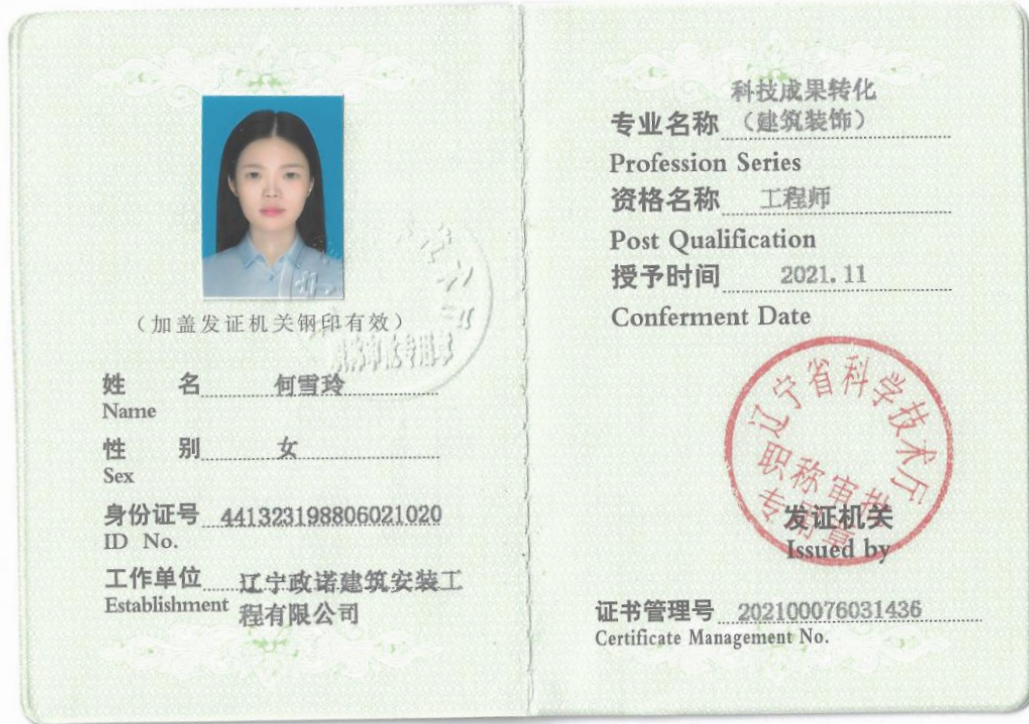 （加盖发证机关钢印有效）
姓 名 何雪玲
Name
性 别 女
Sex
身份证号 441323198806021020
ID No.
工作单位 辽宁政诺建筑安装工
Establishment 程有限公司
科技成果转化
专业名称 （建筑装饰）
Profession Series
资格名称 工程师
Post Qualification
授予时间 2021.11
Conferment Date
辽宁省科学技术厅
职称审批
专用章
发证机关
Issued by
证书管理号 202100076031436
Certificate Management No.